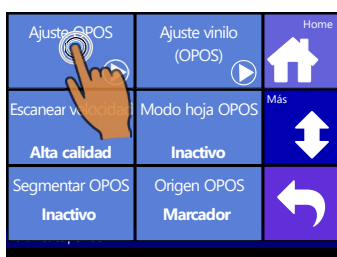 Ajuste OPOS
Ajuste vinilo
(OPOS)
Home
Escanear velocidad
Alta calidad
Modo hoja OPOS
Inactivo
Más
Segmentar OPOS
Inactivo
Origen OPOS
Marcador